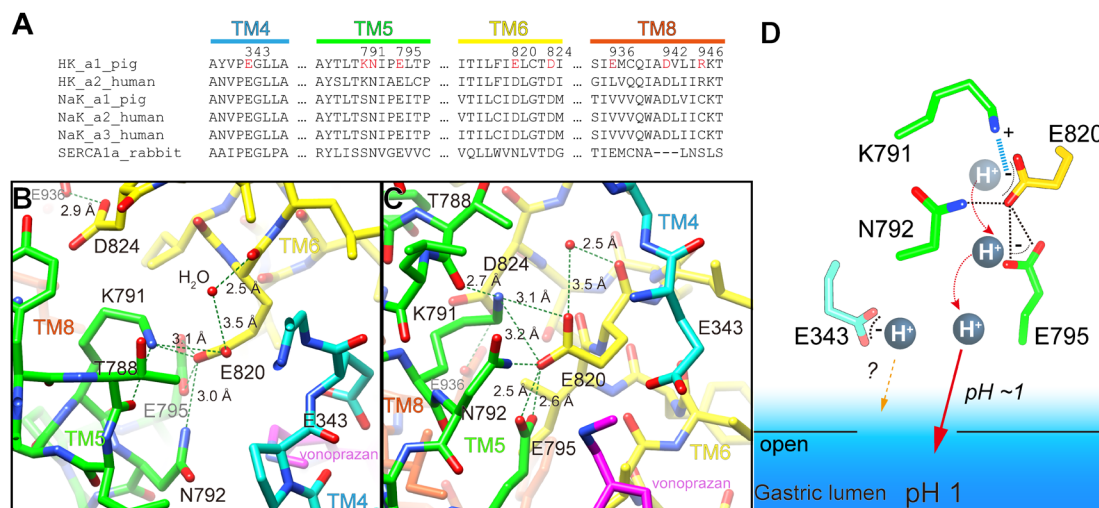 A
TM4 TM5 TM6 TM8
343 791 795 820 824 936 942 946
HK_a1_pig AYVPEGLLA ... AYTLTSKNIPELTP ... ITILFIELCTDI ... SIEMCQIADVLIRKT
HK_a2_human ANVPEGLLA ... AYTLTKNIAELCP ... ITILFIDLGTDI ... GILVQQIADLIIRKT
NaK_a1_pig ANVPEGLLA ... AYTLTSNIPEITP ... VTILCIDLGTDM ... TIVVVQWADLVICKT
NaK_a2_human ANVPEGLLA ... AYTLTSNIPEITP ... VTILCIDLGTDM ... SIVVVQWADLIICKT
NaK_a3_human ANVPEGLLA ... AYTLTSNIPEITP ... ITILCIDLGTDM ... SIVVVQWADLIICKT
SERCA1a_rabbit AAIPEGLPA ... RYLISSNVGEVVC ... VQLLWVNLVTDG ... TIEMCNA---LNSLS
B
E936
2.9 Å
D824
TM6
H2O
2.5 Å
K791
3.5 Å
TM8
3.1 Å
T788
E820
3.0 Å
E795
E343
TM5
vonoprazan
N792
TM4
C
T788
TM4
2.5 Å
D824
2.7 Å
3.1 Å
3.5 Å
K791
3.2 Å
E343
E936
E820
2.5 Å
2.6 Å
TM8
N792
TM5
E795
TM6
vonoprazan
D
+
E820
K791
H+
-
N792
H+
-
E343
-
H+
H+
E795
?
pH ~1
open
Gastric lumen pH 1